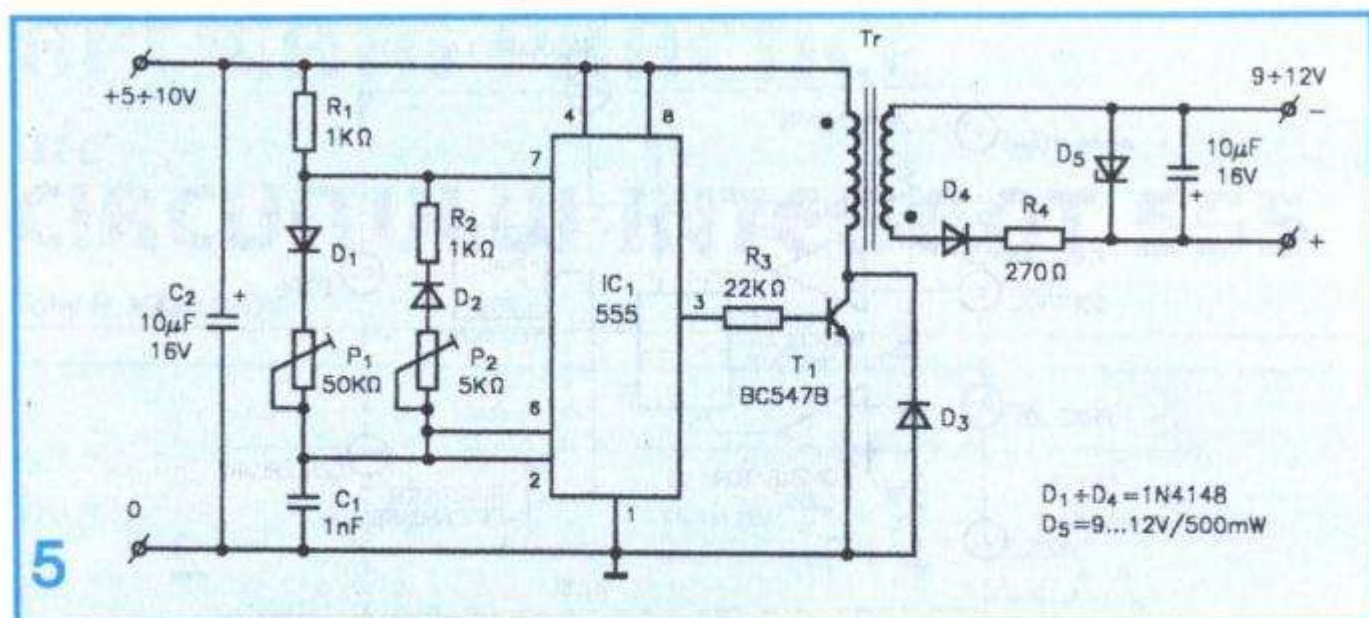 Tr
+5÷10V
R1
1KΩ
4
8
9÷12V
−
7
D5
10μF
16V
+
R2
1KΩ
D4
R4
270Ω
+
D1
C2
10μF
16V
+
D2
IC1
555
3
R3
22KΩ
P1
50KΩ
P2
5KΩ
T1
BC547B
6
D3
2
C1
1nF
1
0
D1÷D4=1N4148
D5=9...12V/500mW
5